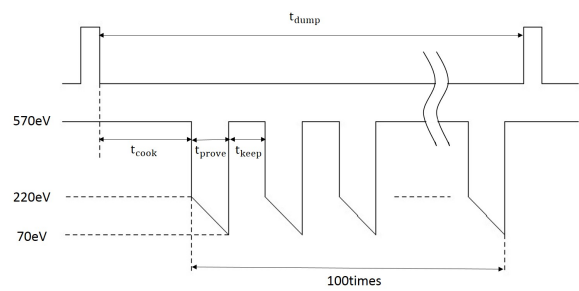 tdump
570eV
tcook
tprove
tkeep
220eV
70eV
100times